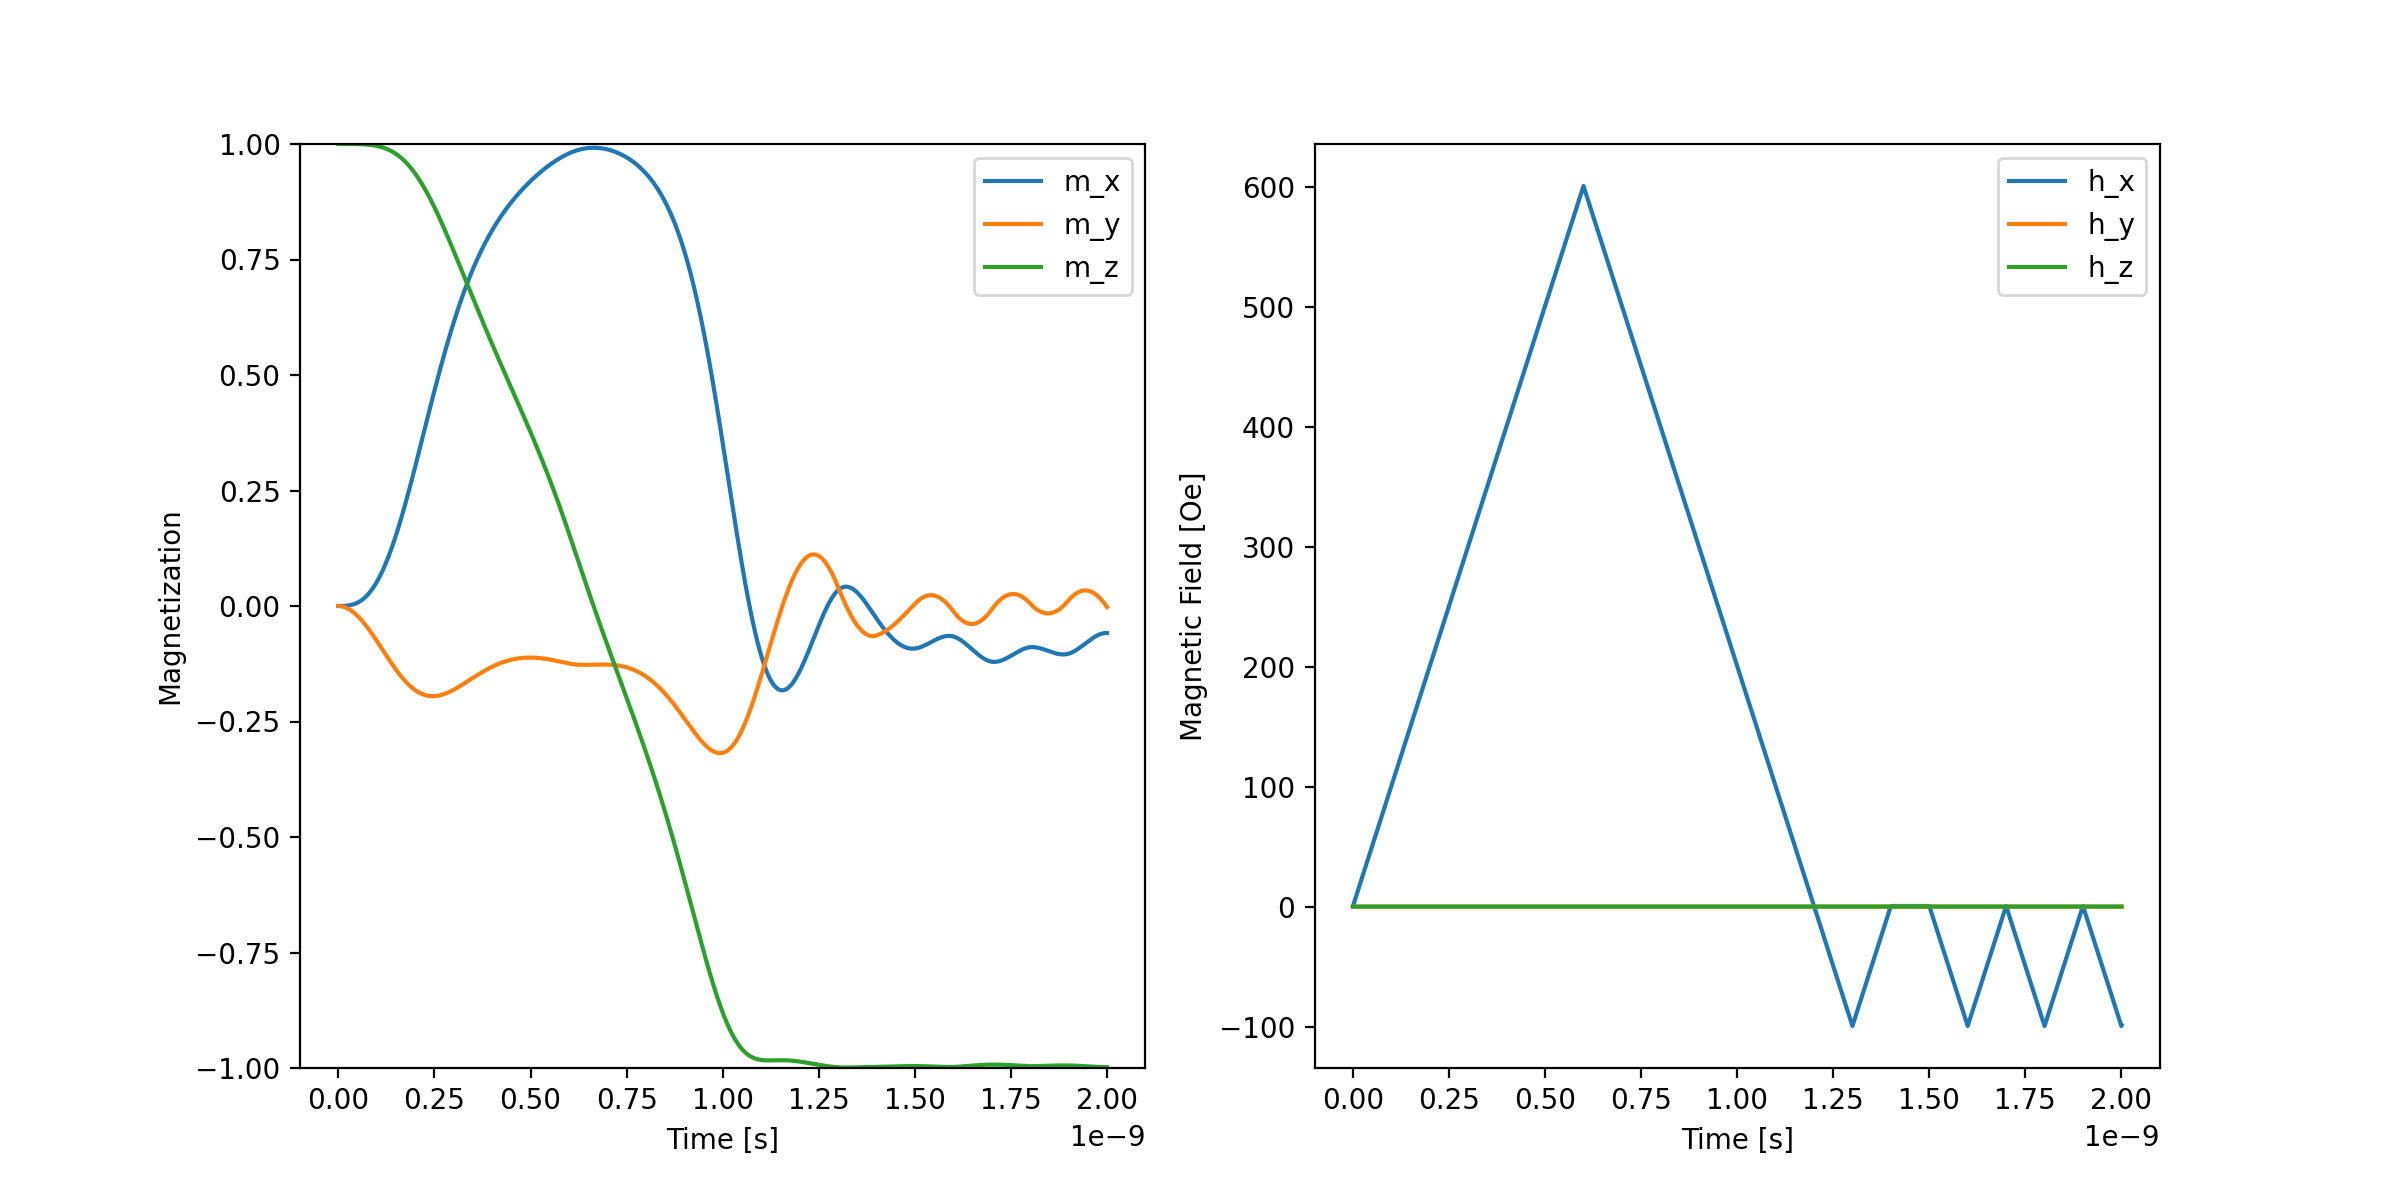 Magnetization
1.00
0.75
0.50
0.25
0.00
−0.25
−0.50
−0.75
−1.00
m_x
m_y
m_z
0.00 0.25 0.50 0.75 1.00 1.25 1.50 1.75 2.00
Time [s]
1e−9
Magnetic Field [Oe]
600
500
400
300
200
100
0
−100
h_x
h_y
h_z
0.00 0.25 0.50 0.75 1.00 1.25 1.50 1.75 2.00
Time [s]
1e−9